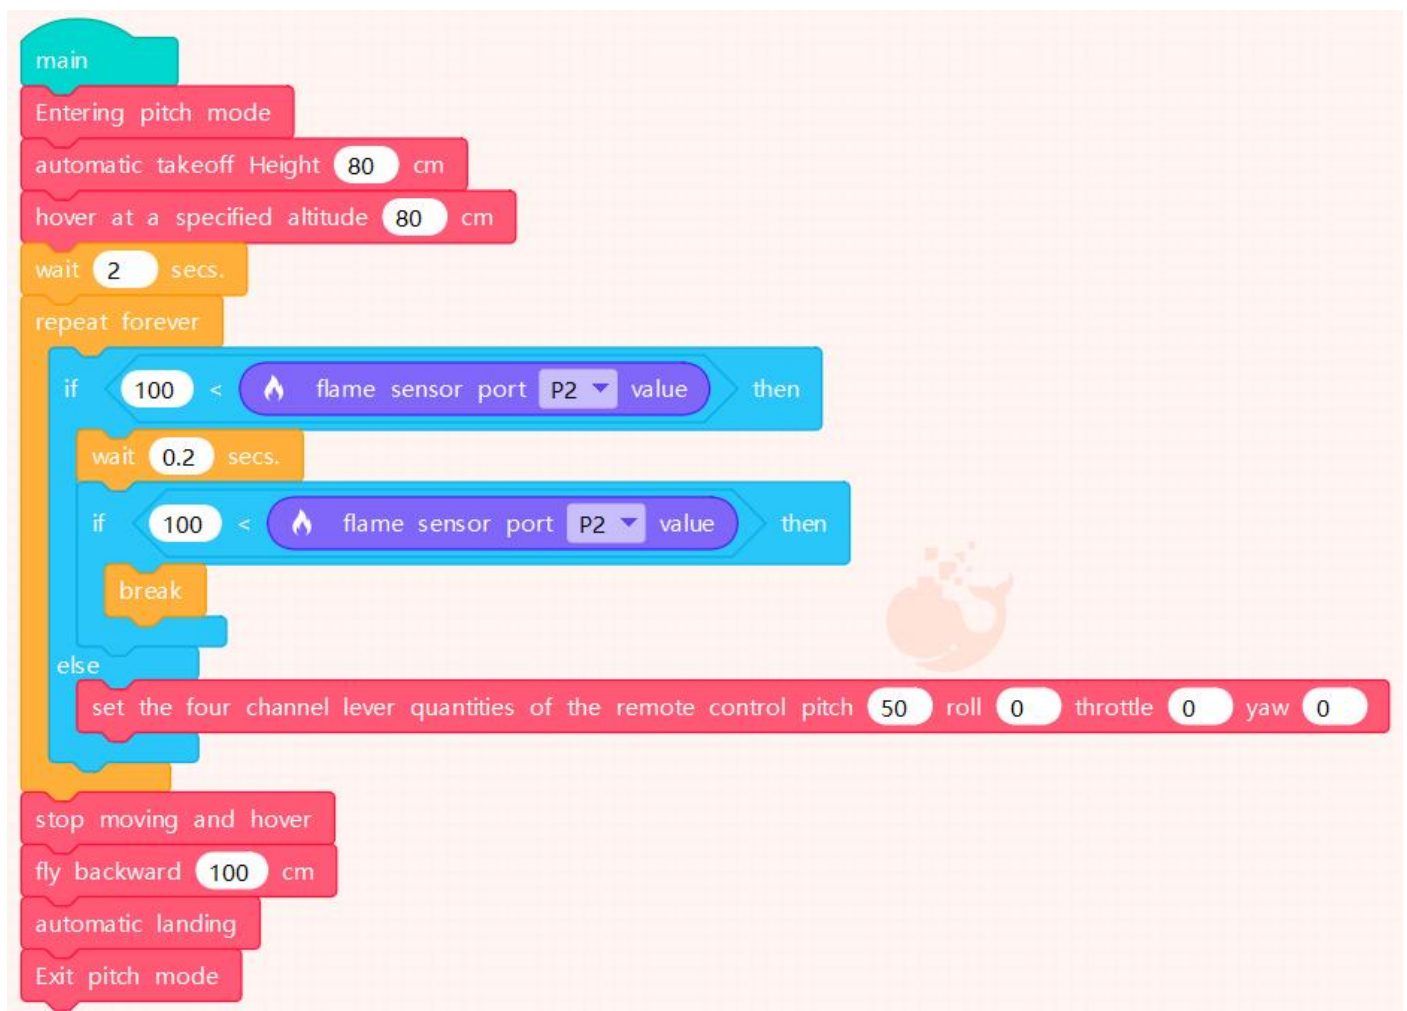 main
Entering pitch mode
automatic takeoff Height 80 cm
hover at a specified altitude 80 cm
wait 2 secs.
repeat forever
if 100 < flame sensor port P2 value then
wait 0.2 secs.
if 100 < flame sensor port P2 value then
break
else
set the four channel lever quantities of the remote control pitch 50 roll 0 throttle 0 yaw 0
stop moving and hover
fly backward 100 cm
automatic landing
Exit pitch mode